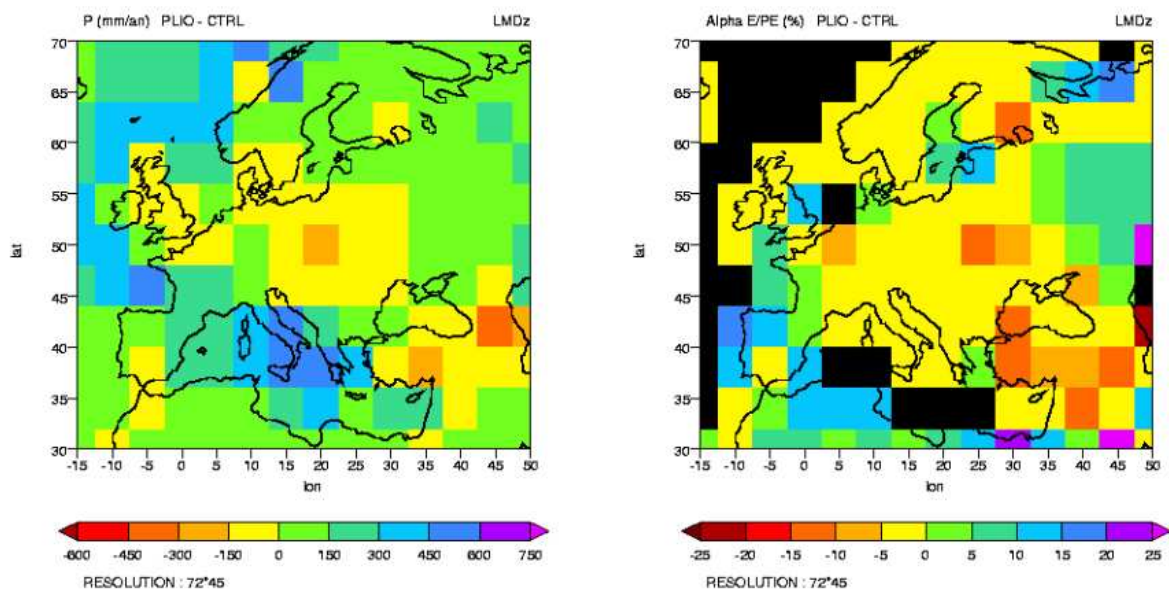 P (mm/an) PLIO - CTRL LMDz
70
65
60
55
50
45
40
35
30
lat
-15 -10 -5 0 5 10 15 20 25 30 35 40 45 50
lon
-600 -450 -300 -150 0 150 300 450 600 750
RESOLUTION : 72*45
Alpha E/PE (%) PLIO - CTRL LMDz
70
65
60
55
50
45
40
35
30
lat
-15 -10 -5 0 5 10 15 20 25 30 35 40 45 50
lon
-25 -20 -15 -10 -5 0 5 10 15 20 25
RESOLUTION : 72*45